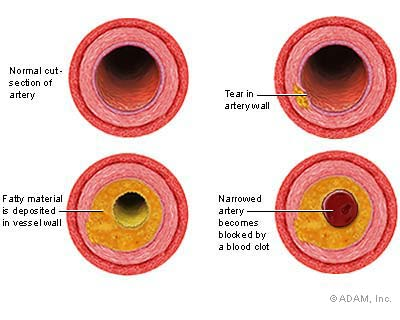 Normal cut-
section of
artery
Tear in
artery wall
Fatty material
is deposited
in vessel wall
Narrowed
artery
becomes
blocked by
a blood clot
© ADAM, Inc.